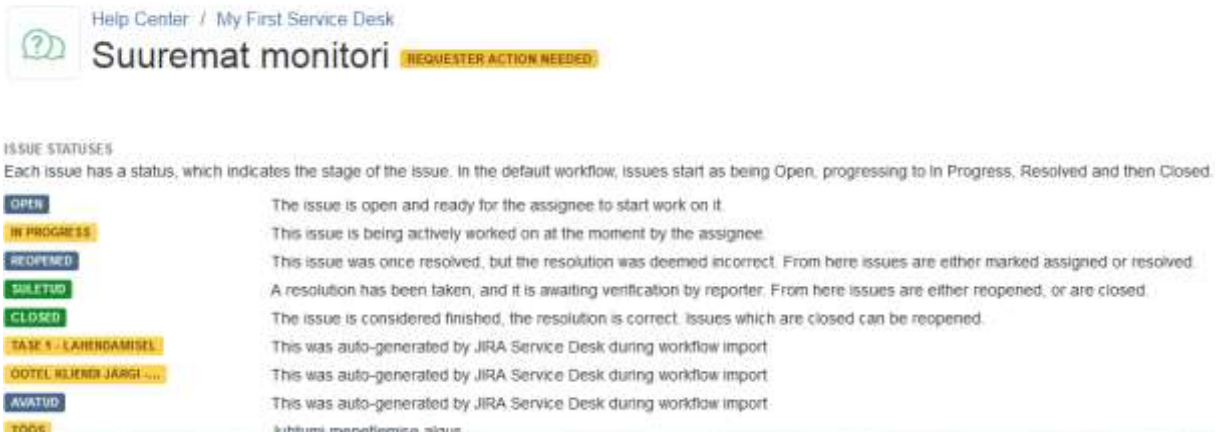 Help Center / My First Service Desk
Suuremat monitori REQUESTER ACTION NEEDED
ISSUE STATUSES
Each issue has a status, which indicates the stage of the issue. In the default workflow, issues start as being Open, progressing to In Progress, Resolved and then Closed.
OPEN The issue is open and ready for the assignee to start work on it.
IN PROGRESS This issue is being actively worked on at the moment by the assignee.
REOPENED This issue was once resolved, but the resolution was deemed incorrect. From here issues are either marked assigned or resolved.
SULETUD A resolution has been taken, and it is awaiting verification by reporter. From here issues are either reopened, or are closed.
CLOSED The issue is considered finished, the resolution is correct. Issues which are closed can be reopened.
TASE 1 - LAHENDAMISEL This was auto-generated by JIRA Service Desk during workflow import
OOTEL KLIENDI JÄRGI -... This was auto-generated by JIRA Service Desk during workflow import
AVATUD This was auto-generated by JIRA Service Desk during workflow import
TÖÖS Juhtumi menetlemise algus